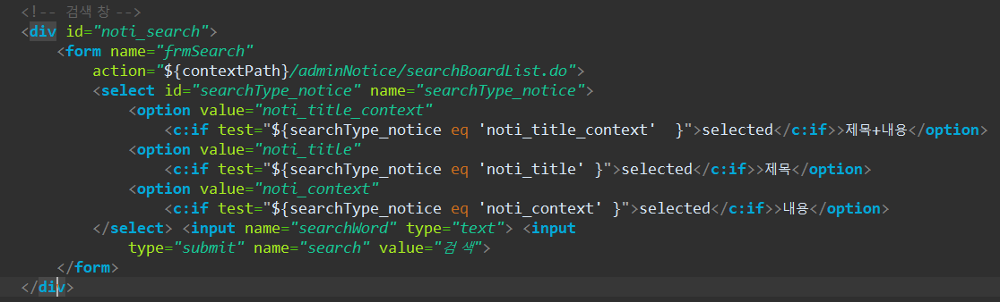 <!-- 검색 창 -->
<div id="noti_search">
<form name="frmSearch"
action="${contextPath}/adminNotice/searchBoardList.do">
<select id="searchType_notice" name="searchType_notice">
<option value="noti_title_context"
<c:if test="${searchType_notice eq 'noti_title_context'  }">selected</c:if>>제목+내용</option>
<option value="noti_title"
<c:if test="${searchType_notice eq 'noti_title' }">selected</c:if>>제목</option>
<option value="noti_context"
<c:if test="${searchType_notice eq 'noti_context' }">selected</c:if>>내용</option>
</select> <input name="searchWord" type="text"> <input
type="submit" name="search" value="검 색">
</form>
</div>